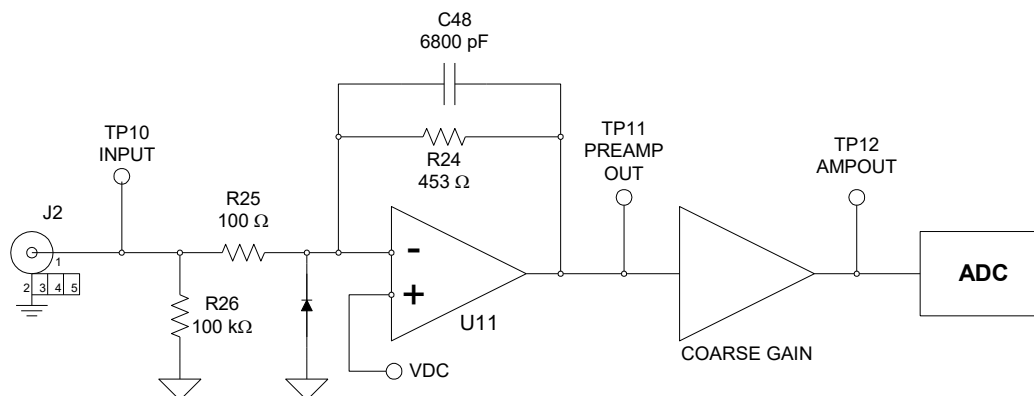 C48
6800 pF
TP10
INPUT
R24
453 Ω
TP11
PREAMP
OUT
TP12
AMPOUT
J2
R25
100 Ω
1
2 3 4 5
R26
100 kΩ
-
+
U11
VDC
COARSE GAIN
ADC